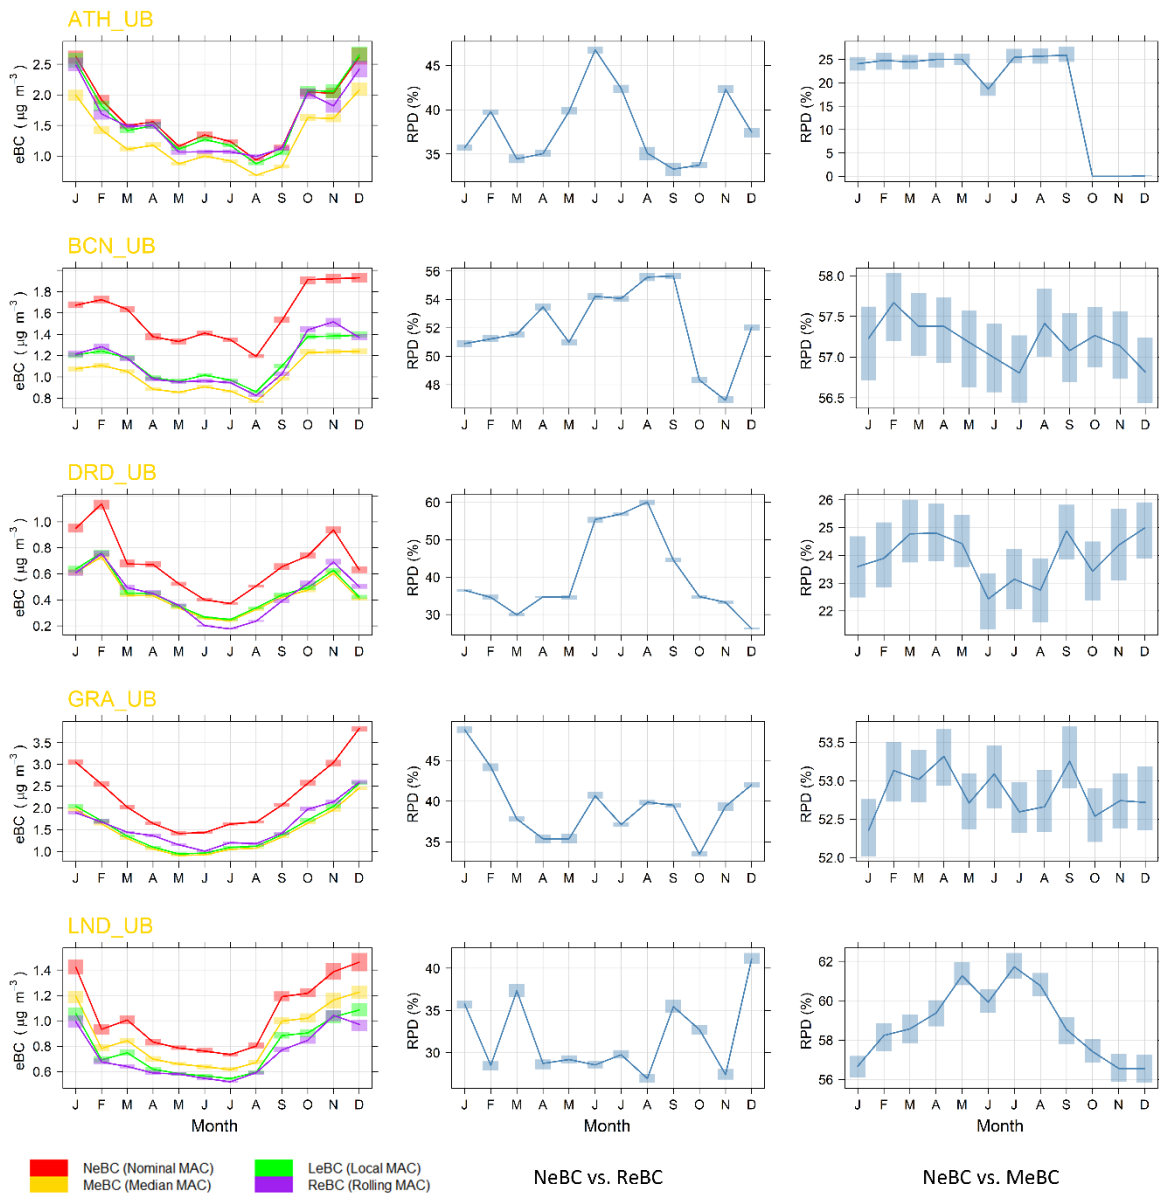 ATH_UB
eBC ( µg m⁻³ )
2.5
2.0
1.5
1.0
J F M A M J J A S O N D
RPD (%)
45
40
35
J F M A M J J A S O N D
RPD (%)
25
20
15
10
5
0
J F M A M J J A S O N D
BCN_UB
eBC ( µg m⁻³ )
1.8
1.6
1.4
1.2
1.0
0.8
J F M A M J J A S O N D
RPD (%)
56
54
52
50
48
J F M A M J J A S O N D
RPD (%)
58.0
57.5
57.0
56.5
J F M A M J J A S O N D
DRD_UB
eBC ( µg m⁻³ )
1.0
0.8
0.6
0.4
0.2
J F M A M J J A S O N D
RPD (%)
60
50
40
30
J F M A M J J A S O N D
RPD (%)
26
25
24
23
22
J F M A M J J A S O N D
GRA_UB
eBC ( µg m⁻³ )
3.5
3.0
2.5
2.0
1.5
1.0
J F M A M J J A S O N D
RPD (%)
45
40
35
J F M A M J J A S O N D
RPD (%)
53.5
53.0
52.5
52.0
J F M A M J J A S O N D
LND_UB
eBC ( µg m⁻³ )
1.4
1.2
1.0
0.8
0.6
J F M A M J J A S O N D
Month
RPD (%)
40
35
30
J F M A M J J A S O N D
Month
RPD (%)
62
60
58
56
J F M A M J J A S O N D
Month
NeBC (Nominal MAC)
MeBC (Median MAC)
LeBC (Local MAC)
ReBC (Rolling MAC)
NeBC vs. ReBC
NeBC vs. MeBC